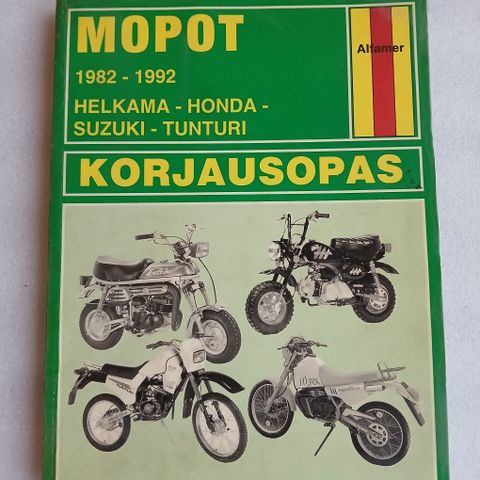 MOPOT
Alfamer
1982 - 1992
HELKAMA - HONDA -
SUZUKI - TUNTURI
KORJAUSOPAS